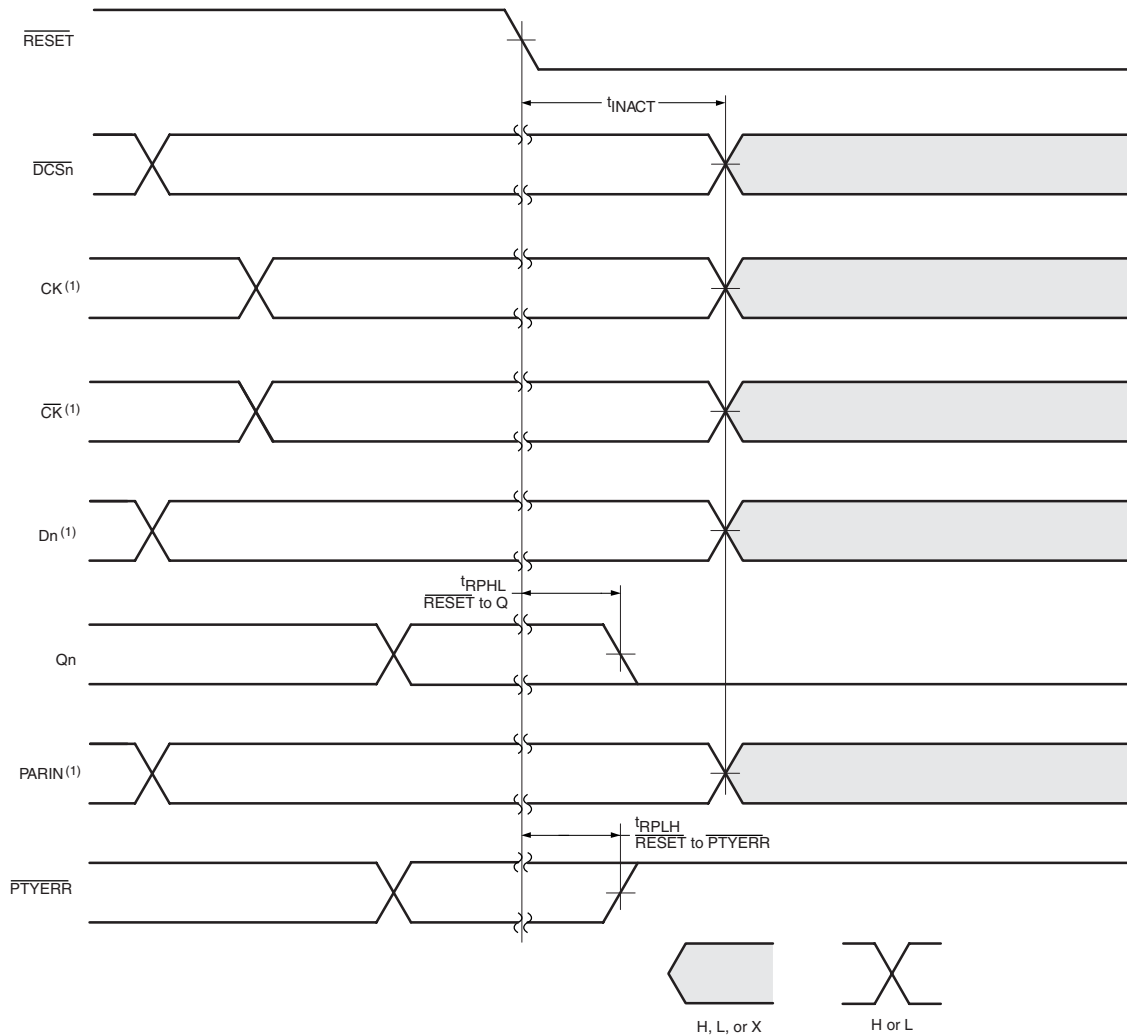 RESET
tINACT
DCSn
CK(1)
CK(1)
Dn(1)
tRPHL
RESET to Q
Qn
PARIN(1)
tRPLH
RESET to PTYERR
PTYERR
H, L, or X
H or L